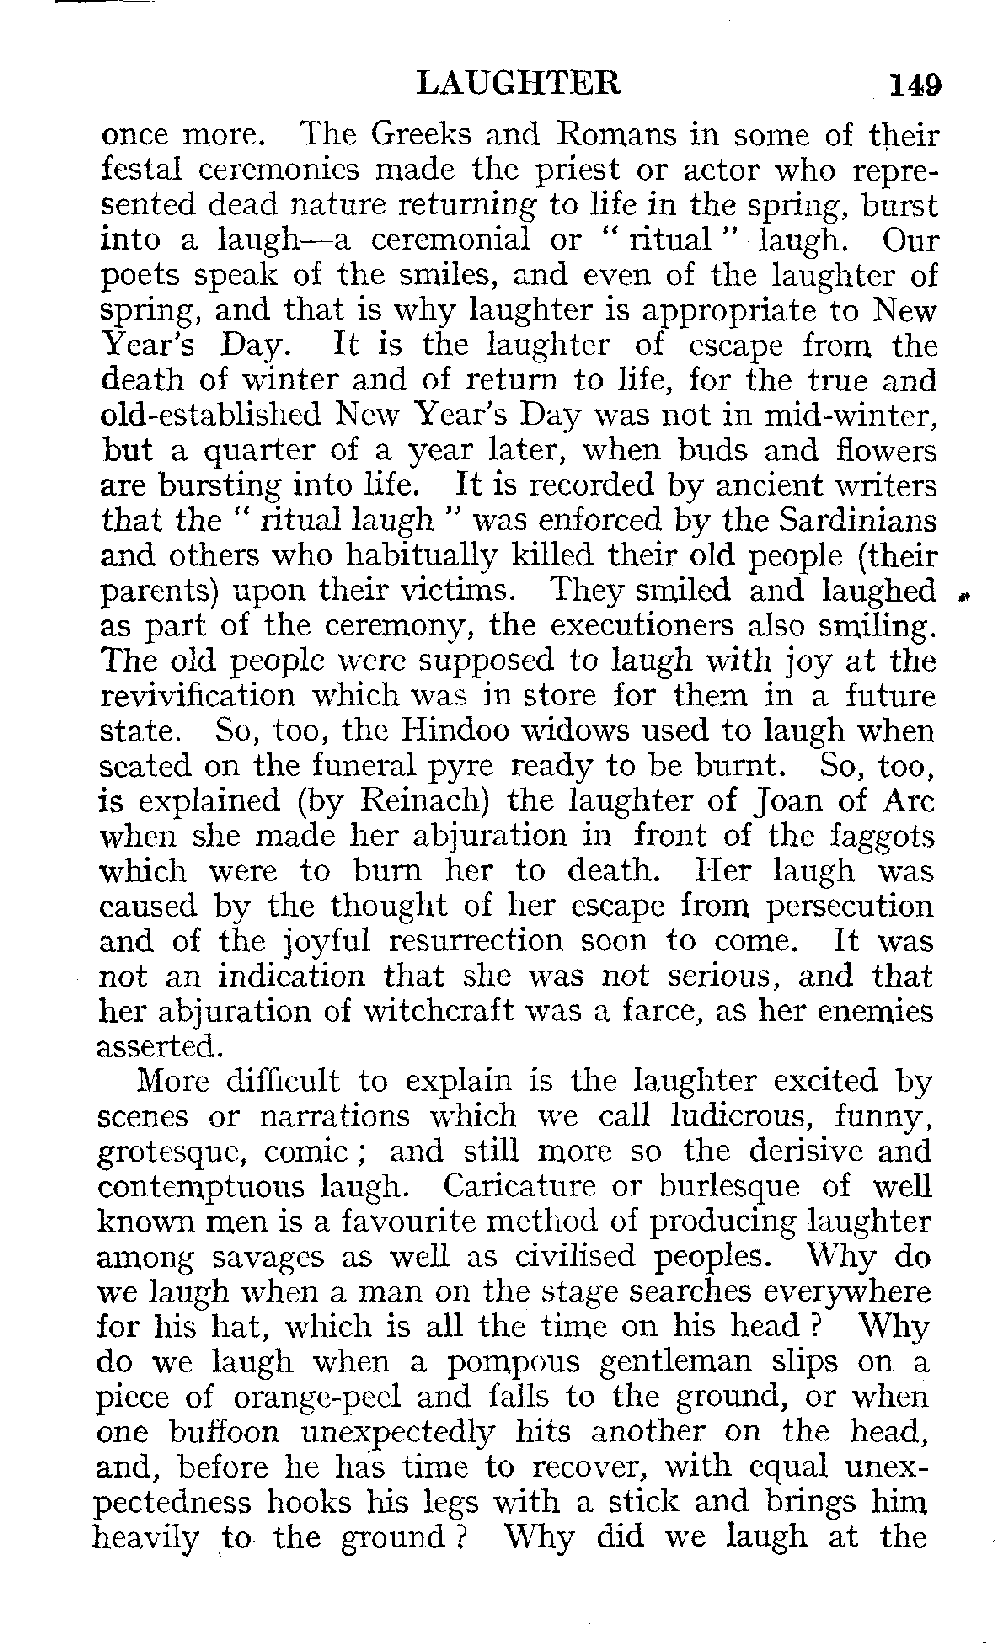 LAUGHTER 149
once more. The Greeks and Romans in some of their
festal ceremonies made the priest or actor who repre-
sented dead nature returning to life in the spring, burst
into a laugh—a ceremonial or “ ritual ” laugh. Our
poets speak of the smiles, and even of the laughter of
spring, and that is why laughter is appropriate to New
Year's Day. It is the laughter of escape from the
death of winter and of return to life, for the true and
old-established New Year's Day was not in mid-winter,
but a quarter of a year later, when buds and flowers
are bursting into life. It is recorded by ancient writers
that the “ ritual laugh ” was enforced by the Sardinians
and others who habitually killed their old people (their
parents) upon their victims. They smiled and laughed
as part of the ceremony, the executioners also smiling.
The old people were supposed to laugh with joy at the
revivification which was in store for them in a future
state. So, too, the Hindoo widows used to laugh when
seated on the funeral pyre ready to be burnt. So, too,
is explained (by Reinach) the laughter of Joan of Arc
when she made her abjuration in front of the faggots
which were to burn her to death. Her laugh was
caused by the thought of her escape from persecution
and of the joyful resurrection soon to come. It was
not an indication that she was not serious, and that
her abjuration of witchcraft was a farce, as her enemies
asserted.
More difficult to explain is the laughter excited by
scenes or narrations which we call ludicrous, funny,
grotesque, comic ; and still more so the derisive and
contemptuous laugh. Caricature or burlesque of well
known men is a favourite method of producing laughter
among savages as well as civilised peoples. Why do
we laugh when a man on the stage searches everywhere
for his hat, which is all the time on his head ? Why
do we laugh when a pompous gentleman slips on a
piece of orange-peel and falls to the ground, or when
one buffoon unexpectedly hits another on the head,
and, before he has time to recover, with equal unex-
pectedness hooks his legs with a stick and brings him
heavily to the ground ? Why did we laugh at the